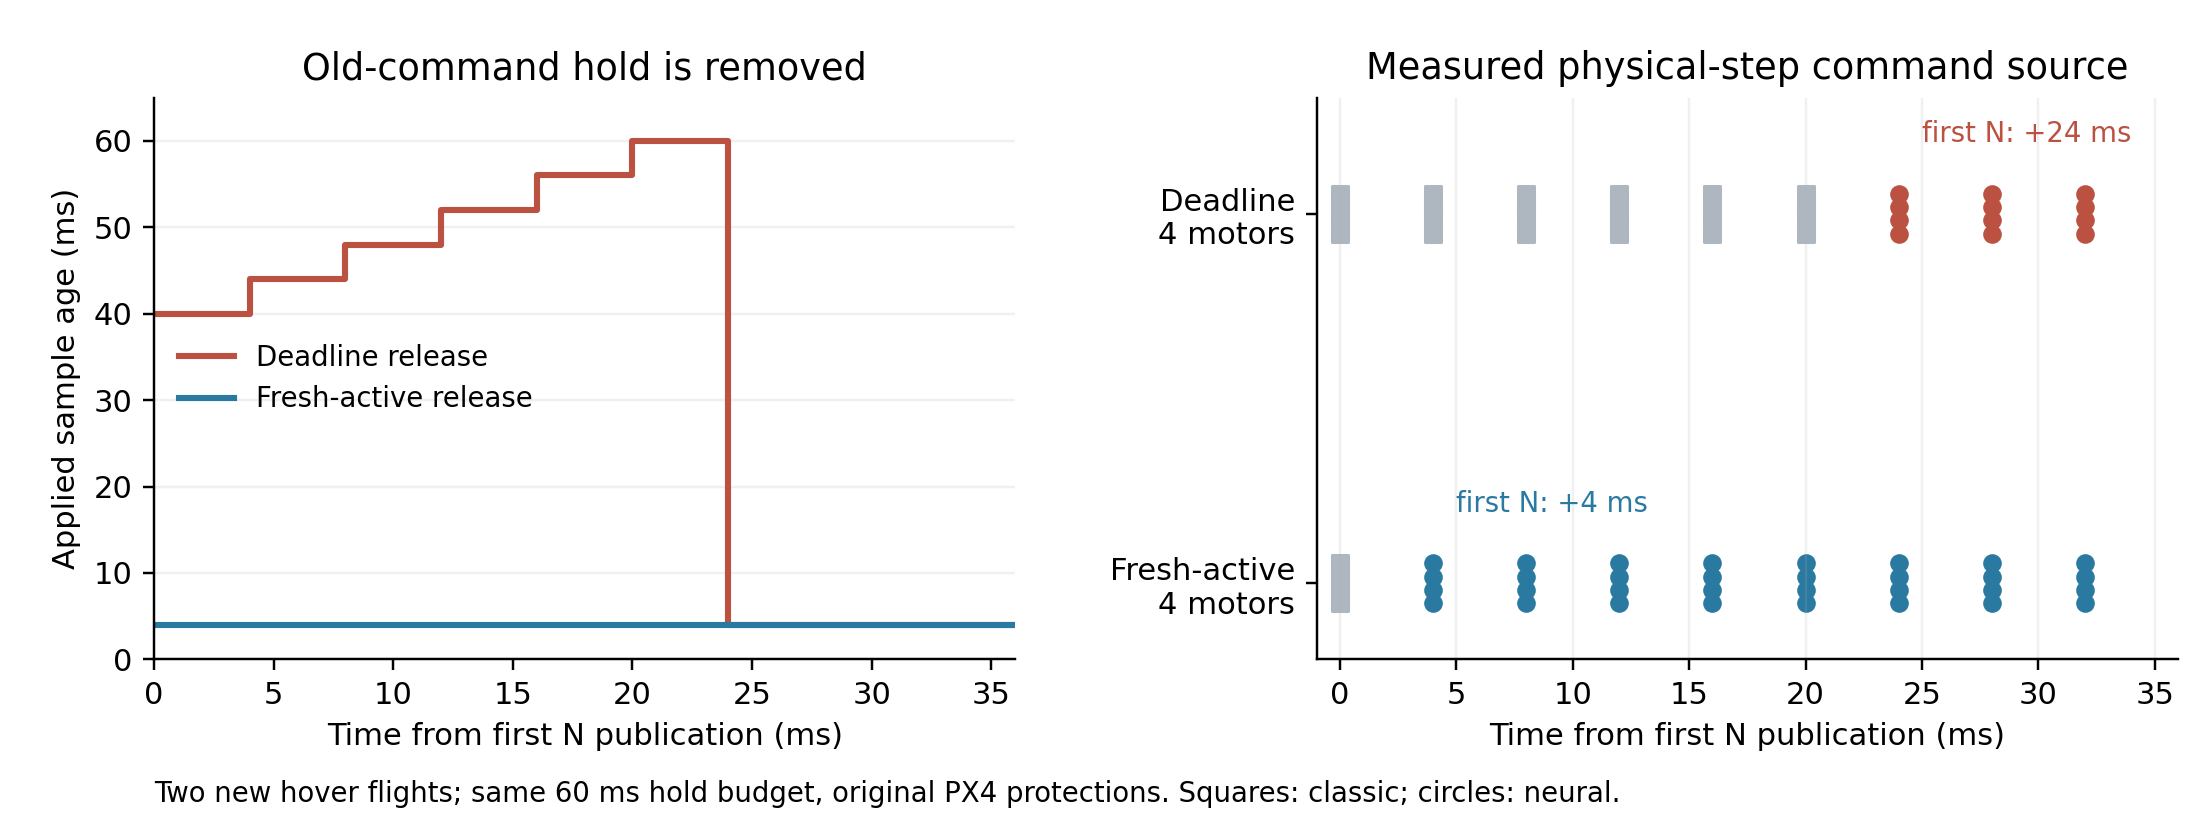 Old-command hold is removed
60
50
40
30
20
10
0
Applied sample age (ms)
Deadline release
Fresh-active release
0 5 10 15 20 25 30 35
Time from first N publication (ms)
Measured physical-step command source
first N: +24 ms
Deadline
4 motors
first N: +4 ms
Fresh-active
4 motors
0 5 10 15 20 25 30 35
Time from first N publication (ms)
Two new hover flights; same 60 ms hold budget, original PX4 protections. Squares: classic; circles: neural.